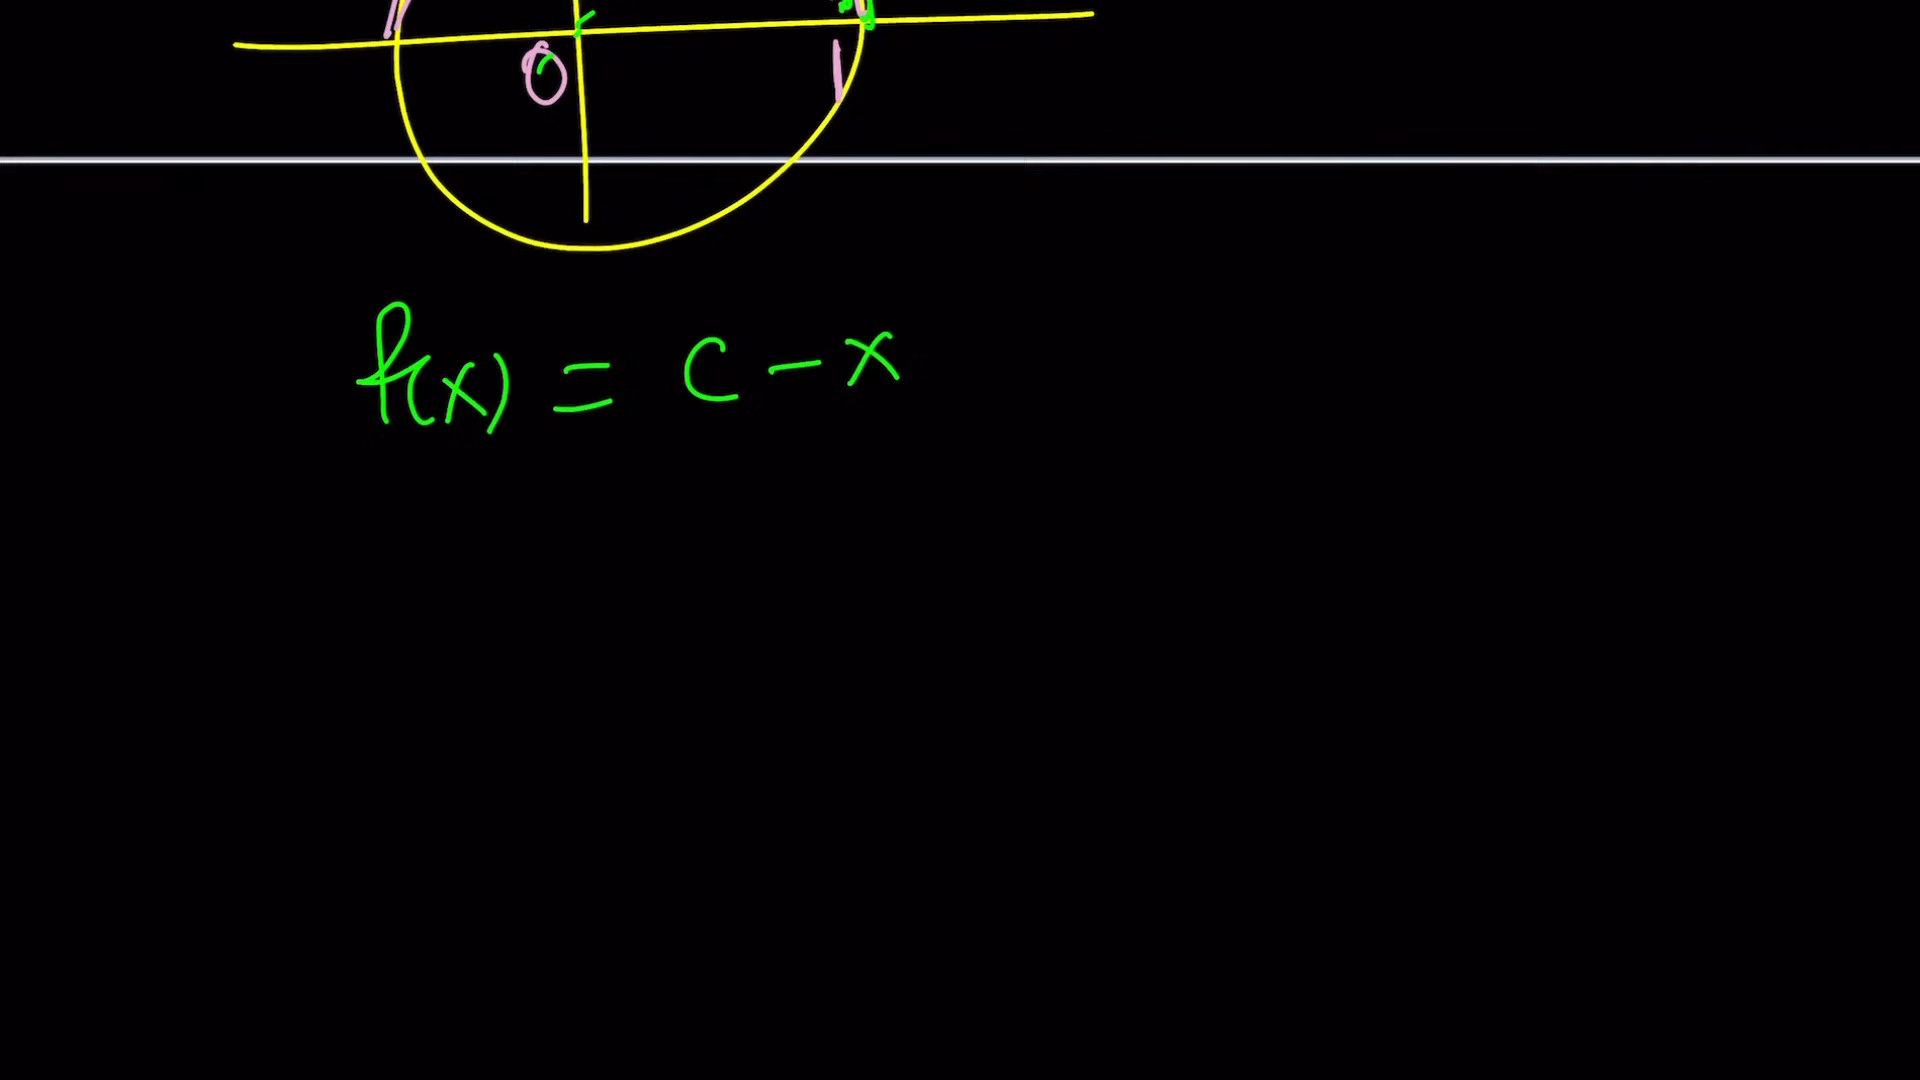 0 1
f(x) = c - x